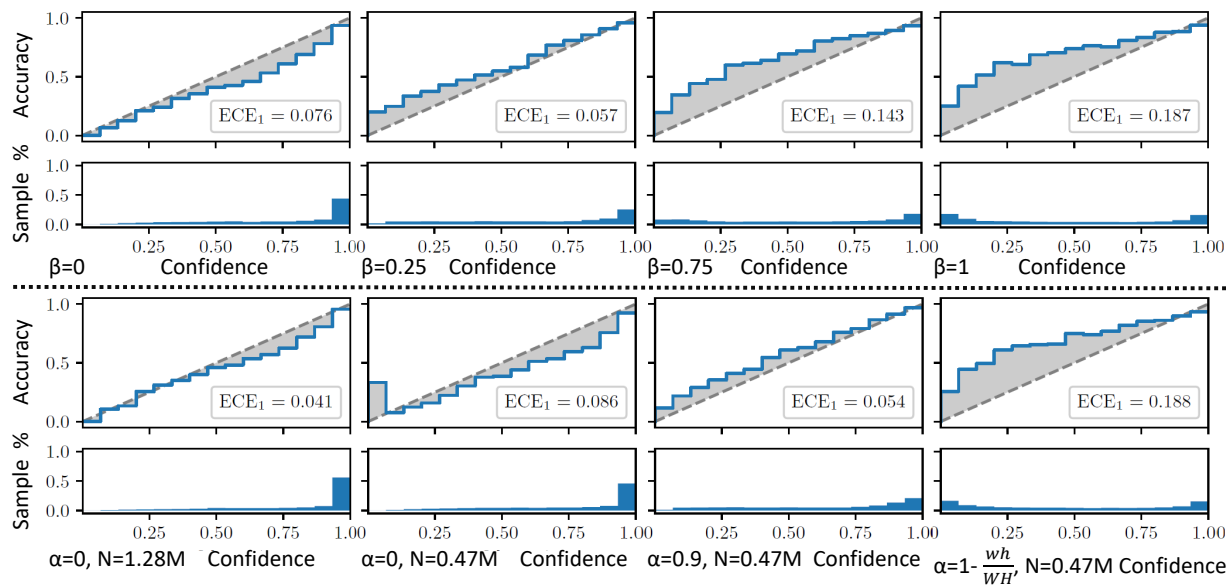 1.0
0.5
0.0
Accuracy
ECE₁ = 0.076
ECE₁ = 0.057
ECE₁ = 0.143
ECE₁ = 0.187
1.0
0.5
0.0
Sample %
0.25 0.50 0.75 1.00
0.25 0.50 0.75 1.00
0.25 0.50 0.75 1.00
0.25 0.50 0.75 1.00
β=0 Confidence
β=0.25 Confidence
β=0.75 Confidence
β=1 Confidence
1.0
0.5
0.0
Accuracy
ECE₁ = 0.041
ECE₁ = 0.086
ECE₁ = 0.054
ECE₁ = 0.188
1.0
0.5
0.0
Sample %
0.25 0.50 0.75 1.00
0.25 0.50 0.75 1.00
0.25 0.50 0.75 1.00
0.25 0.50 0.75 1.00
α=0, N=1.28M Confidence
α=0, N=0.47M Confidence
α=0.9, N=0.47M Confidence
α=1- wh/WH, N=0.47M Confidence